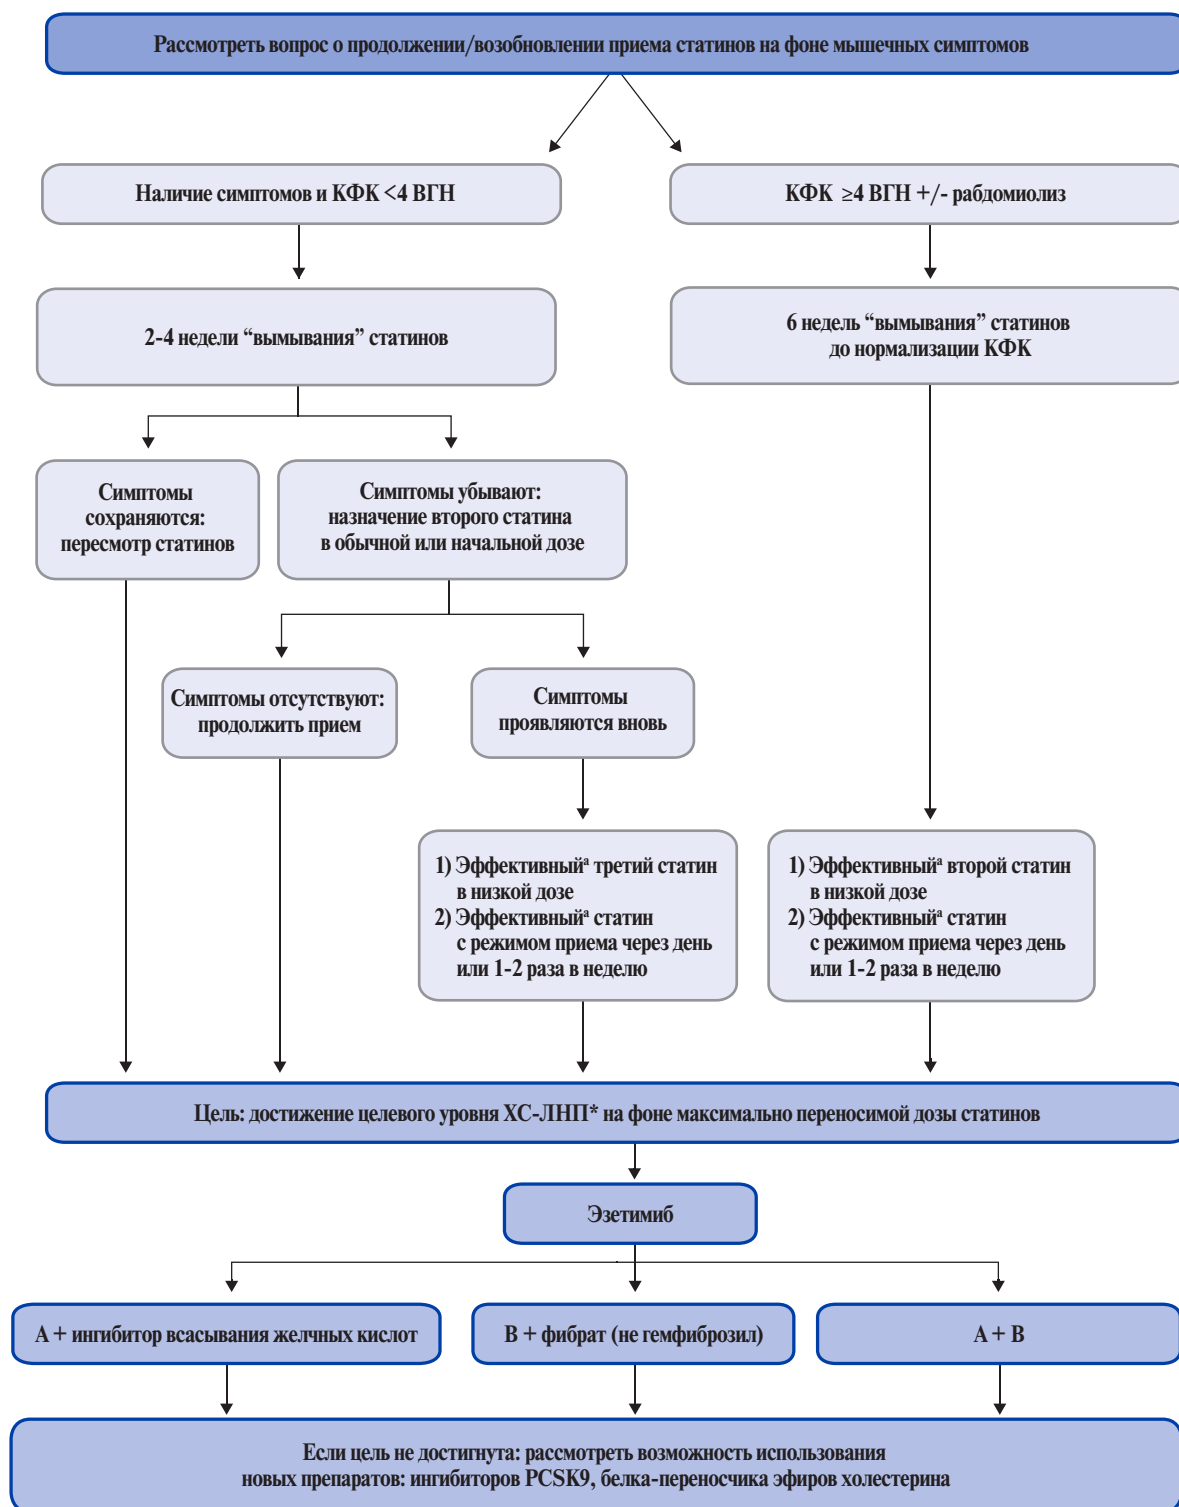 Рассмотреть вопрос о продолжении/возобновлении приема статинов на фоне мышечных симптомов
Наличие симптомов и КФК <4 ВГН
КФК ≥4 ВГН +/- рабдомиолиз
2-4 недели “вымывания” статинов
6 недель “вымывания” статинов
до нормализации КФК
Симптомы
сохраняются:
пересмотр статинов
Симптомы убывают:
назначение второго статина
в обычной или начальной дозе
Симптомы отсутствуют:
продолжить прием
Симптомы
проявляются вновь
1) Эффективныйª третий статин
в низкой дозе
2) Эффективныйª статин
с режимом приема через день
или 1-2 раза в неделю
1) Эффективныйª второй статин
в низкой дозе
2) Эффективныйª статин
с режимом приема через день
или 1-2 раза в неделю
Цель: достижение целевого уровня ХС-ЛНП* на фоне максимально переносимой дозы статинов
Эзетимиб
А + ингибитор всасывания желчных кислот
В + фибрат (не гемфиброзил)
А + В
Если цель не достигнута: рассмотреть возможность использования
новых препаратов: ингибиторов PCSK9, белка-переносчика эфиров холестерина